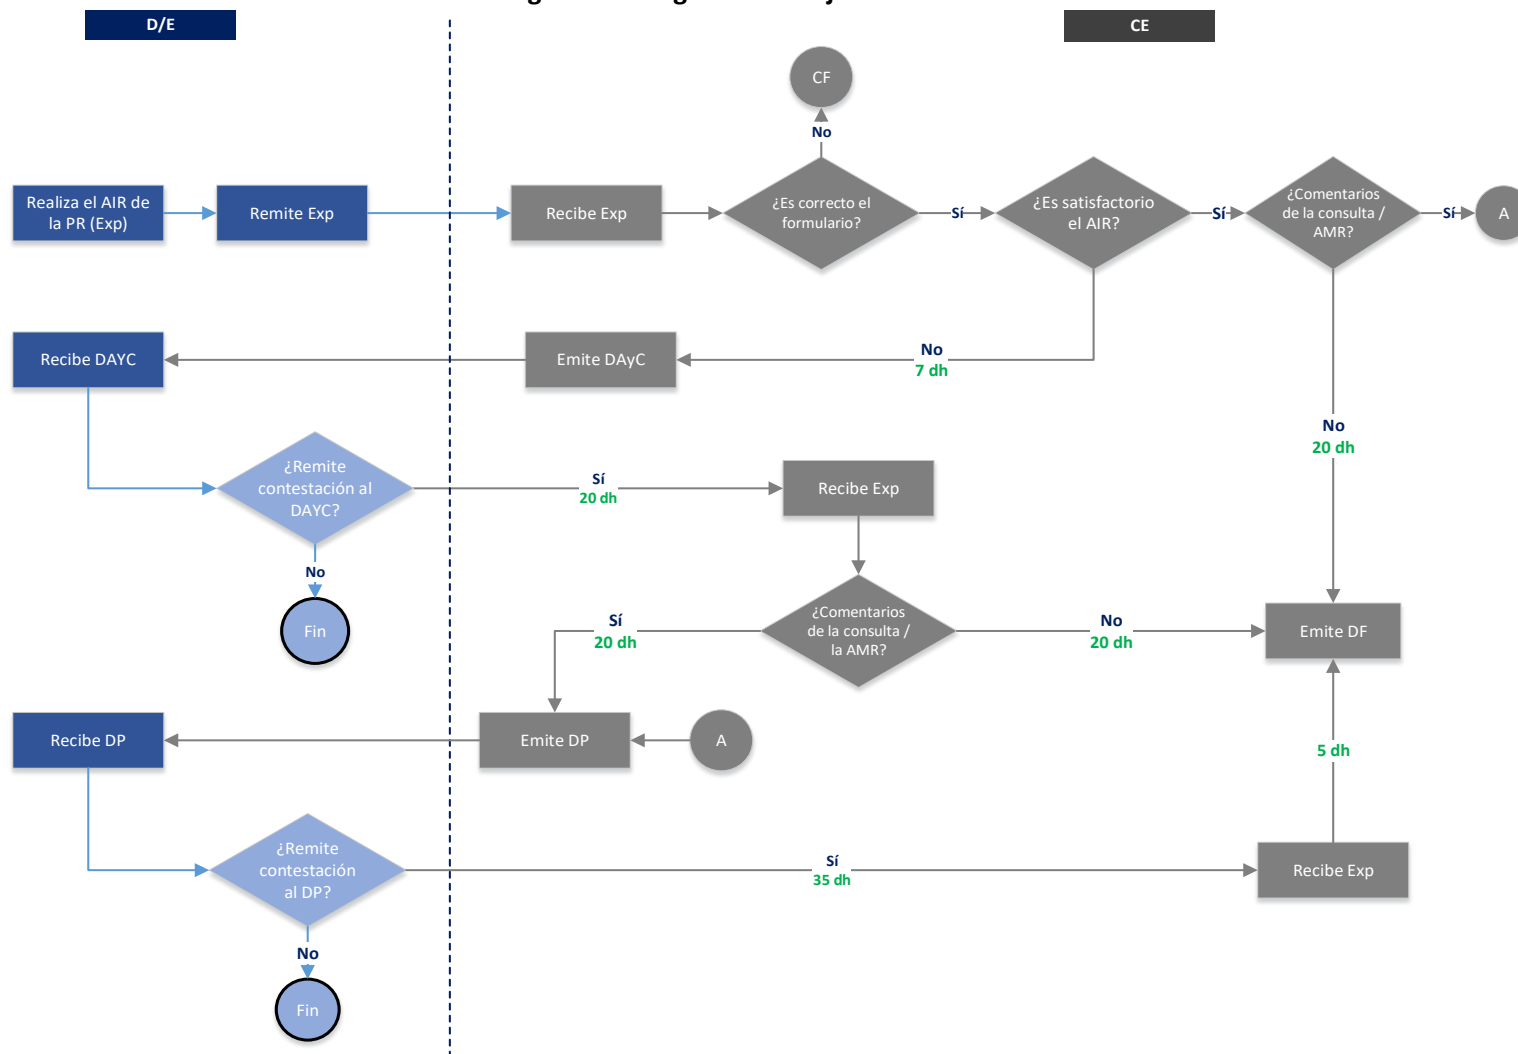 D/E
CE
CF
No
Realiza el AIR de
la PR (Exp)
Remite Exp
Recibe Exp
¿Es correcto el
formulario?
Sí
¿Es satisfactorio
el AIR?
Sí
¿Comentarios
de la consulta /
AMR?
Sí
A
Recibe DAYC
Emite DAyC
No
7 dh
No
20 dh
¿Remite
contestación al
DAYC?
Sí
20 dh
Recibe Exp
No
Fin
Sí
20 dh
¿Comentarios
de la consulta /
la AMR?
No
20 dh
Emite DF
Recibe DP
Emite DP
A
5 dh
¿Remite
contestación
al DP?
Sí
35 dh
Recibe Exp
No
Fin